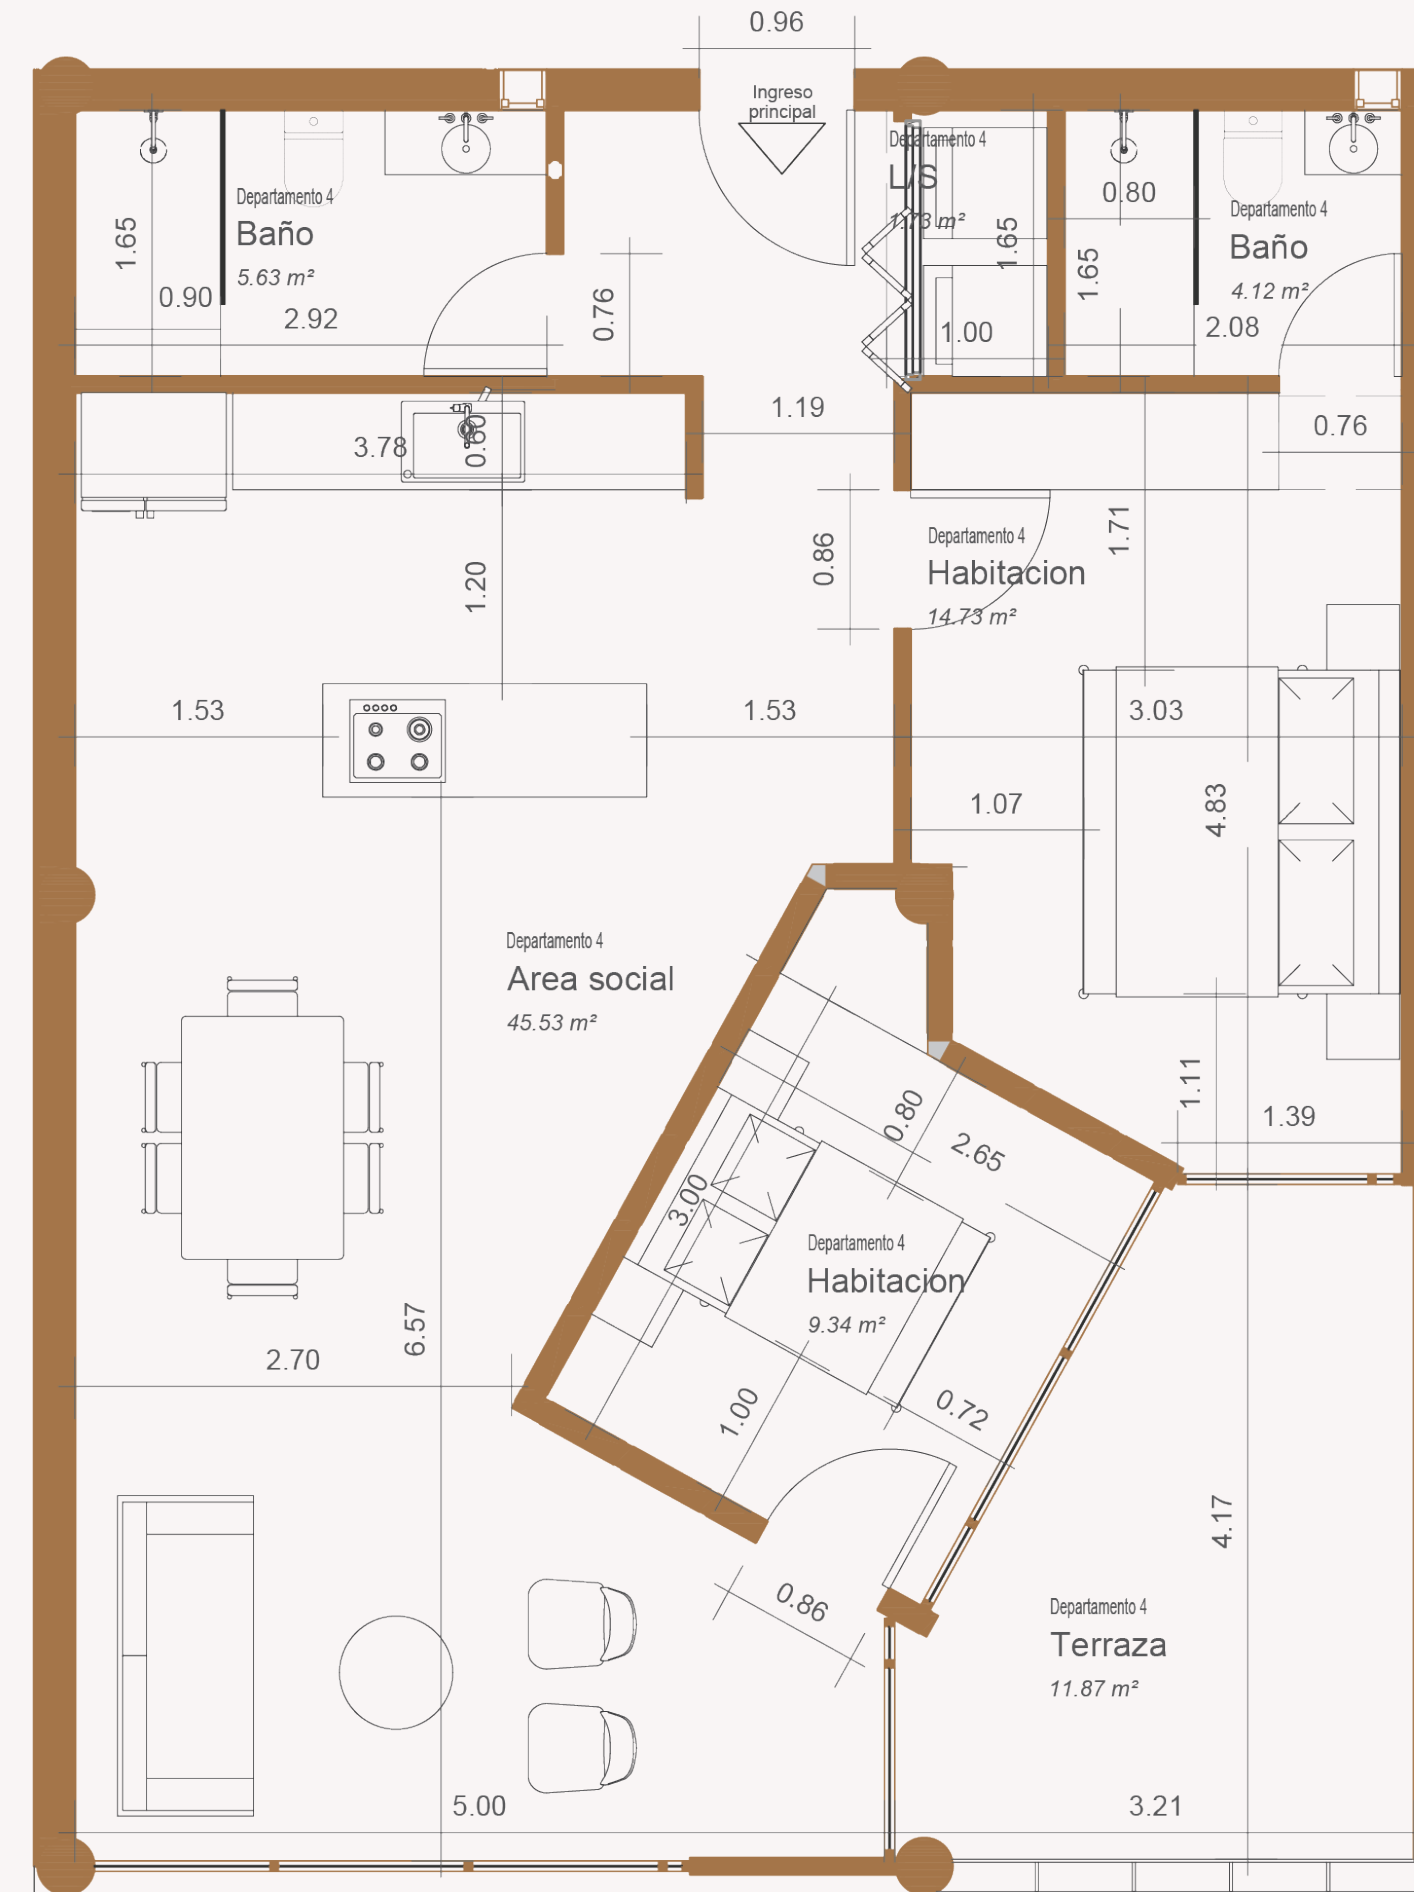 0.96
Ingreso
principal
Departamento 4
L/S
1.73 m²
Departamento 4
Baño
5.63 m²
1.65
0.90
2.92
0.76
1.65
1.00
0.80
1.65
Departamento 4
Baño
4.12 m²
2.08
3.78
0.60
1.19
0.76
1.20
0.86
1.71
Departamento 4
Habitacion
14.73 m²
1.53
1.53
3.03
1.07
4.83
Departamento 4
Area social
45.53 m²
0.80
2.65
1.11
1.39
3.00
Departamento 4
Habitacion
9.34 m²
6.57
2.70
1.00
0.72
4.17
0.86
Departamento 4
Terraza
11.87 m²
5.00
3.21